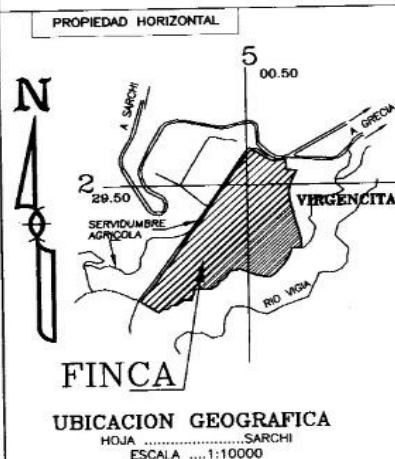 PROPIEDAD HORIZONTAL
5
00.50
N
A SARCHI
A GRECIA
2
29.50
VIRGENCITA
SERVIDUMBRE
AGRICOLA
RIO VIGIA
FINCA
UBICACION GEOGRAFICA
HOJA ..................SARCHI
ESCALA ....1:10000